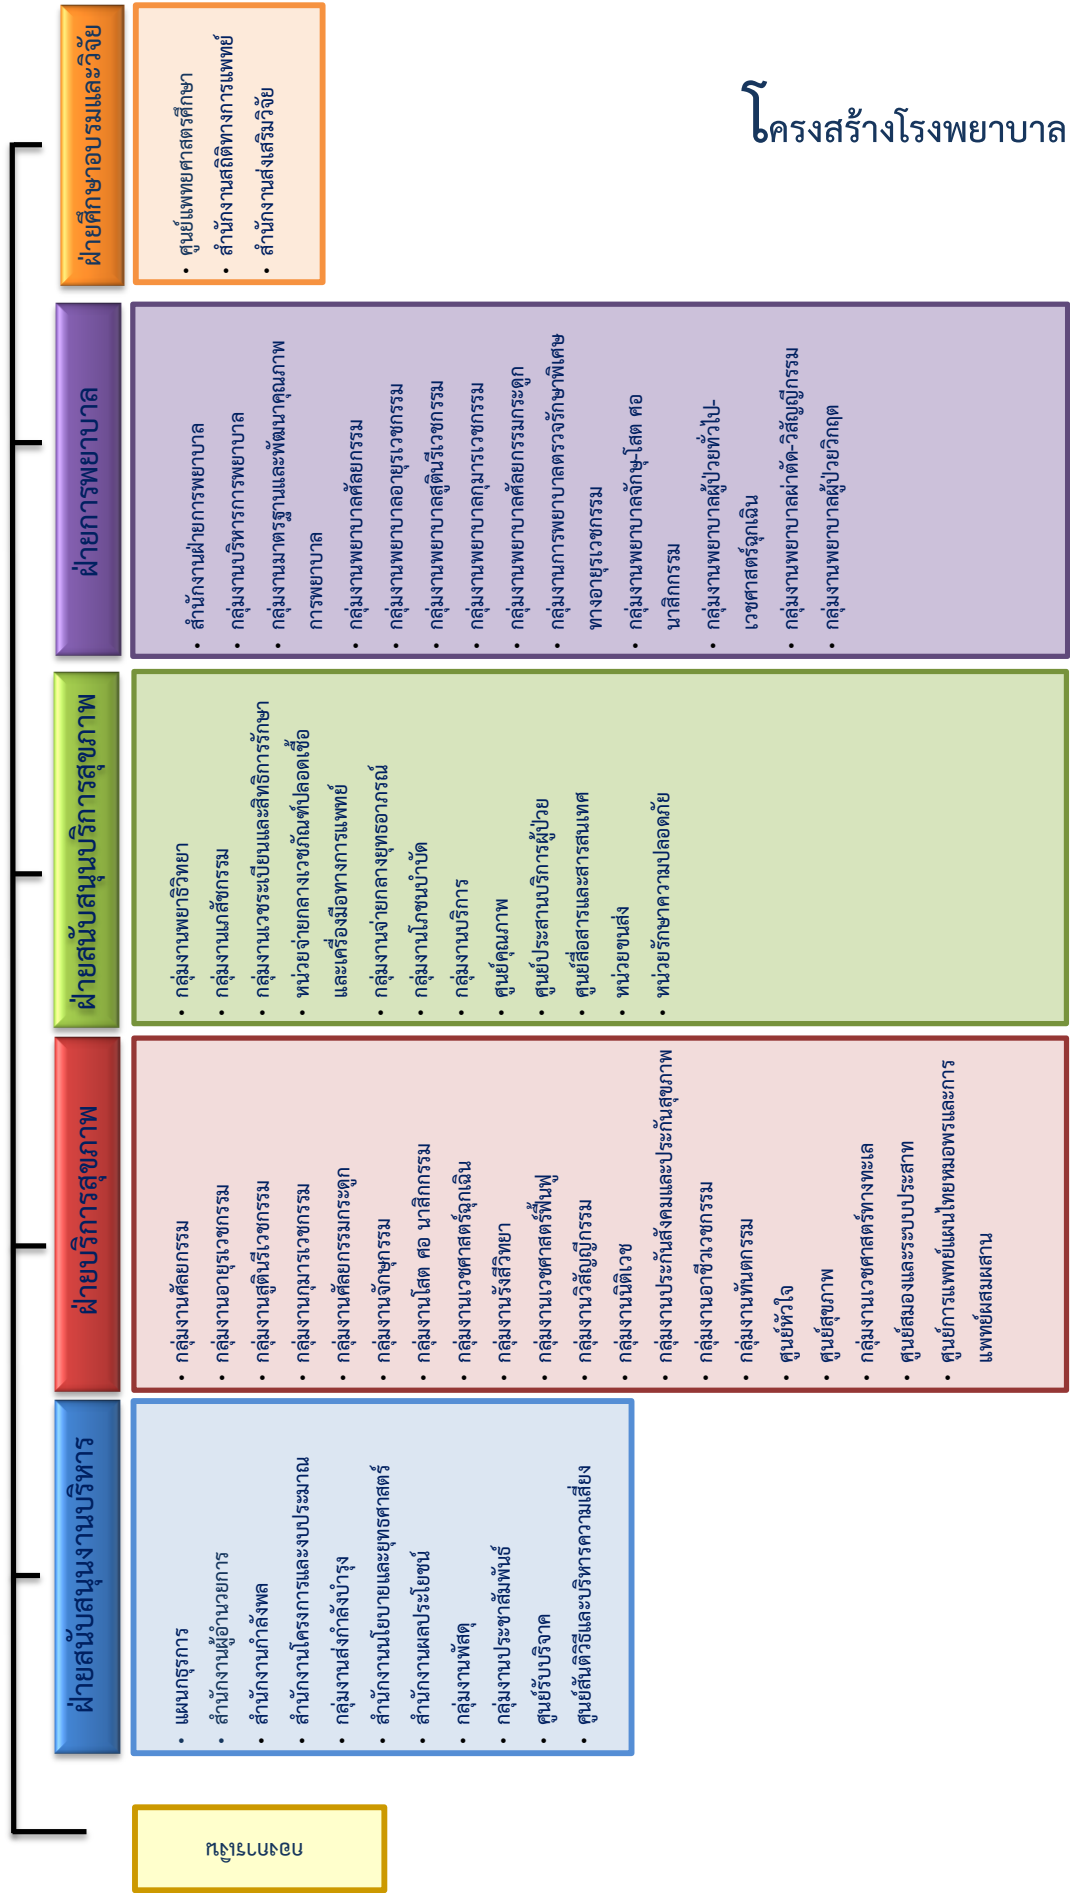 โครงสร้างโรงพยาบาล
กองการเงิน
ฝ่ายสนับสนุนงานบริหาร
• แผนกธุรการ
• สำนักงานผู้อำนวยการ
• สำนักงานกำลังพล
• สำนักงานโครงการและงบประมาณ
• กลุ่มงานส่งกำลังบำรุง
• สำนักงานนโยบายและยุทธศาสตร์
• สำนักงานผลประโยชน์
• กลุ่มงานพัสดุ
• กลุ่มงานประชาสัมพันธ์
• ศูนย์รับบริจาค
• ศูนย์สันติวิธีและบริหารความเสี่ยง
ฝ่ายบริการสุขภาพ
• กลุ่มงานศัลยกรรม
• กลุ่มงานอายุรเวชกรรม
• กลุ่มงานสูตินรีเวชกรรม
• กลุ่มงานกุมารเวชกรรม
• กลุ่มงานศัลยกรรมกระดูก
• กลุ่มงานจักษุกรรม
• กลุ่มงานโสต ศอ นาสิกกรรม
• กลุ่มงานเวชศาสตร์ฉุกเฉิน
• กลุ่มงานรังสีวิทยา
• กลุ่มงานเวชศาสตร์ฟื้นฟู
• กลุ่มงานวิสัญญีกรรม
• กลุ่มงานนิติเวช
• กลุ่มงานประกันสังคมและประกันสุขภาพ
• กลุ่มงานอาชีวเวชกรรม
• กลุ่มงานทันตกรรม
• ศูนย์หัวใจ
• ศูนย์สุขภาพ
• กลุ่มงานเวชศาสตร์ทางทะเล
• ศูนย์สมองและระบบประสาท
• ศูนย์การแพทย์แผนไทยหมอพรและการ
แพทย์ผสมผสาน
ฝ่ายสนับสนุนบริการสุขภาพ
• กลุ่มงานพยาธิวิทยา
• กลุ่มงานเภสัชกรรม
• กลุ่มงานเวชระเบียนและสิทธิการรักษา
• หน่วยจ่ายกลางเวชภัณฑ์ปลอดเชื้อ
และเครื่องมือทางการแพทย์
• กลุ่มงานจ่ายกลางยุทธอาภรณ์
• กลุ่มงานโภชนบำบัด
• กลุ่มงานบริการ
• ศูนย์คุณภาพ
• ศูนย์ประสานบริการผู้ป่วย
• ศูนย์สื่อสารและสารสนเทศ
• หน่วยขนส่ง
• หน่วยรักษาความปลอดภัย
ฝ่ายการพยาบาล
• สำนักงานฝ่ายการพยาบาล
• กลุ่มงานบริหารการพยาบาล
• กลุ่มงานมาตรฐานและพัฒนาคุณภาพ
การพยาบาล
• กลุ่มงานพยาบาลศัลยกรรม
• กลุ่มงานพยาบาลอายุรเวชกรรม
• กลุ่มงานพยาบาลสูตินรีเวชกรรม
• กลุ่มงานพยาบาลกุมารเวชกรรม
• กลุ่มงานพยาบาลศัลยกรรมกระดูก
• กลุ่มงานการพยาบาลตรวจรักษาพิเศษ
ทางอายุรเวชกรรม
• กลุ่มงานพยาบาลจักษุ-โสต ศอ
นาสิกกรรม
• กลุ่มงานพยาบาลผู้ป่วยทั่วไป-
เวชศาสตร์ฉุกเฉิน
• กลุ่มงานพยาบาลผ่าตัด-วิสัญญีกรรม
• กลุ่มงานพยาบาลผู้ป่วยวิกฤต
ฝ่ายศึกษาอบรมและวิจัย
• ศูนย์แพทยศาสตรศึกษา
• สำนักงานสถิติทางการแพทย์
• สำนักงานส่งเสริมวิจัย